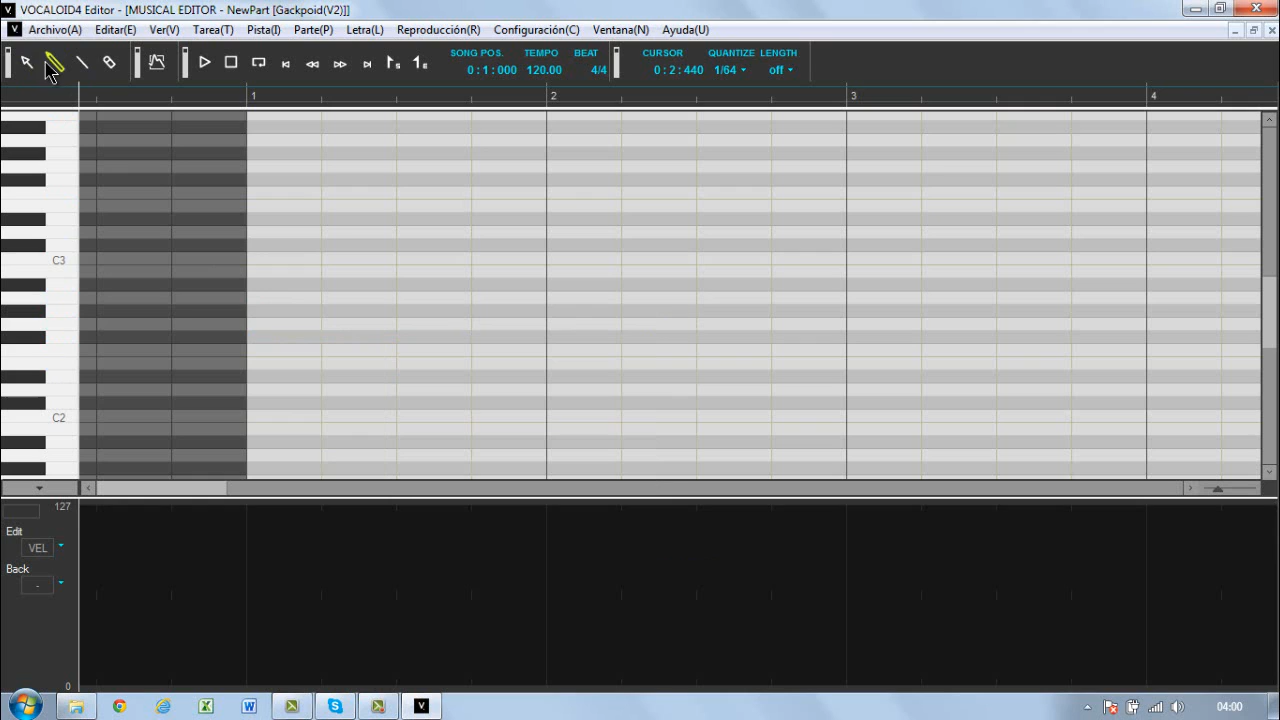 VOCALOID4 Editor - [MUSICAL EDITOR - NewPart [Gackpoid(V2)]]
Archivo(A) Editar(E) Ver(V) Tarea(T) Pista(I) Parte(P) Letra(L) Reproducción(R) Configuración(C) Ventana(N) Ayuda(U)
SONG POS. TEMPO BEAT CURSOR QUANTIZE LENGTH
0 : 1 : 000 120.00 4/4 0 : 2 : 440 1/64 off
1 2 3 4
C3
C2
127
Edit
VEL
Back
-
0
04:00